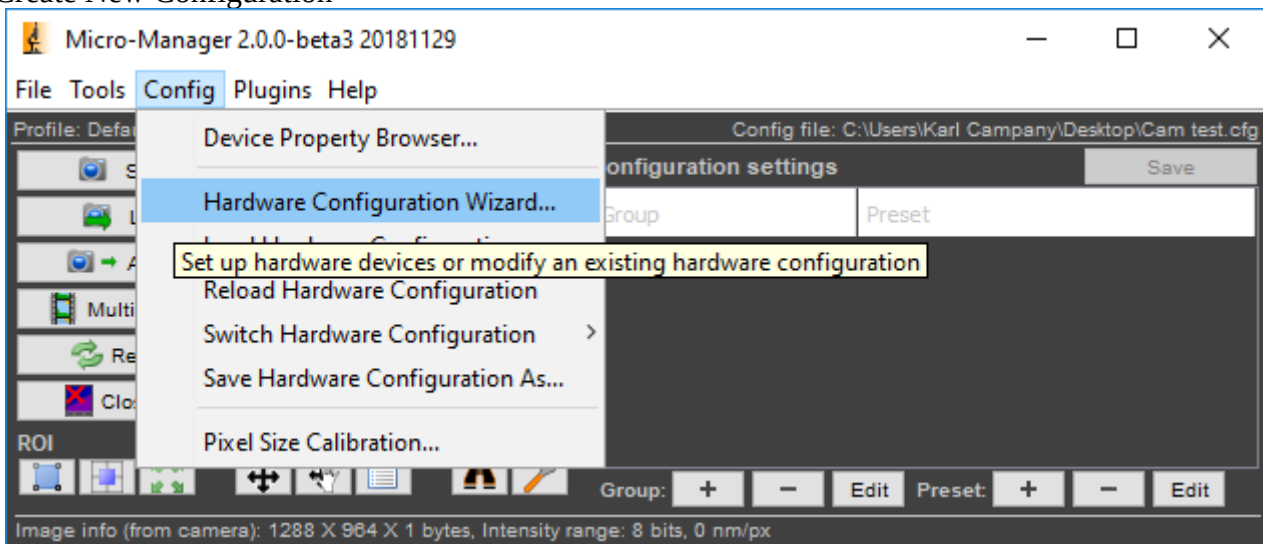 Create New Configuration
Micro-Manager 2.0.0-beta3 20181129
File Tools Config Plugins Help
Profile: Defau
Config file: C:\Users\Karl Campany\Desktop\Cam test.cfg
Device Property Browser...
S
onfiguration settings
Save
Hardware Configuration Wizard...
L
Group
Preset
A
Set up hardware devices or modify an existing hardware configuration
Reload Hardware Configuration
Multi
Switch Hardware Configuration >
Re
Save Hardware Configuration As...
Clo
ROI
Pixel Size Calibration...
Group: + − Edit Preset: + − Edit
Image info (from camera): 1288 X 964 X 1 bytes, Intensity range: 8 bits, 0 nm/px